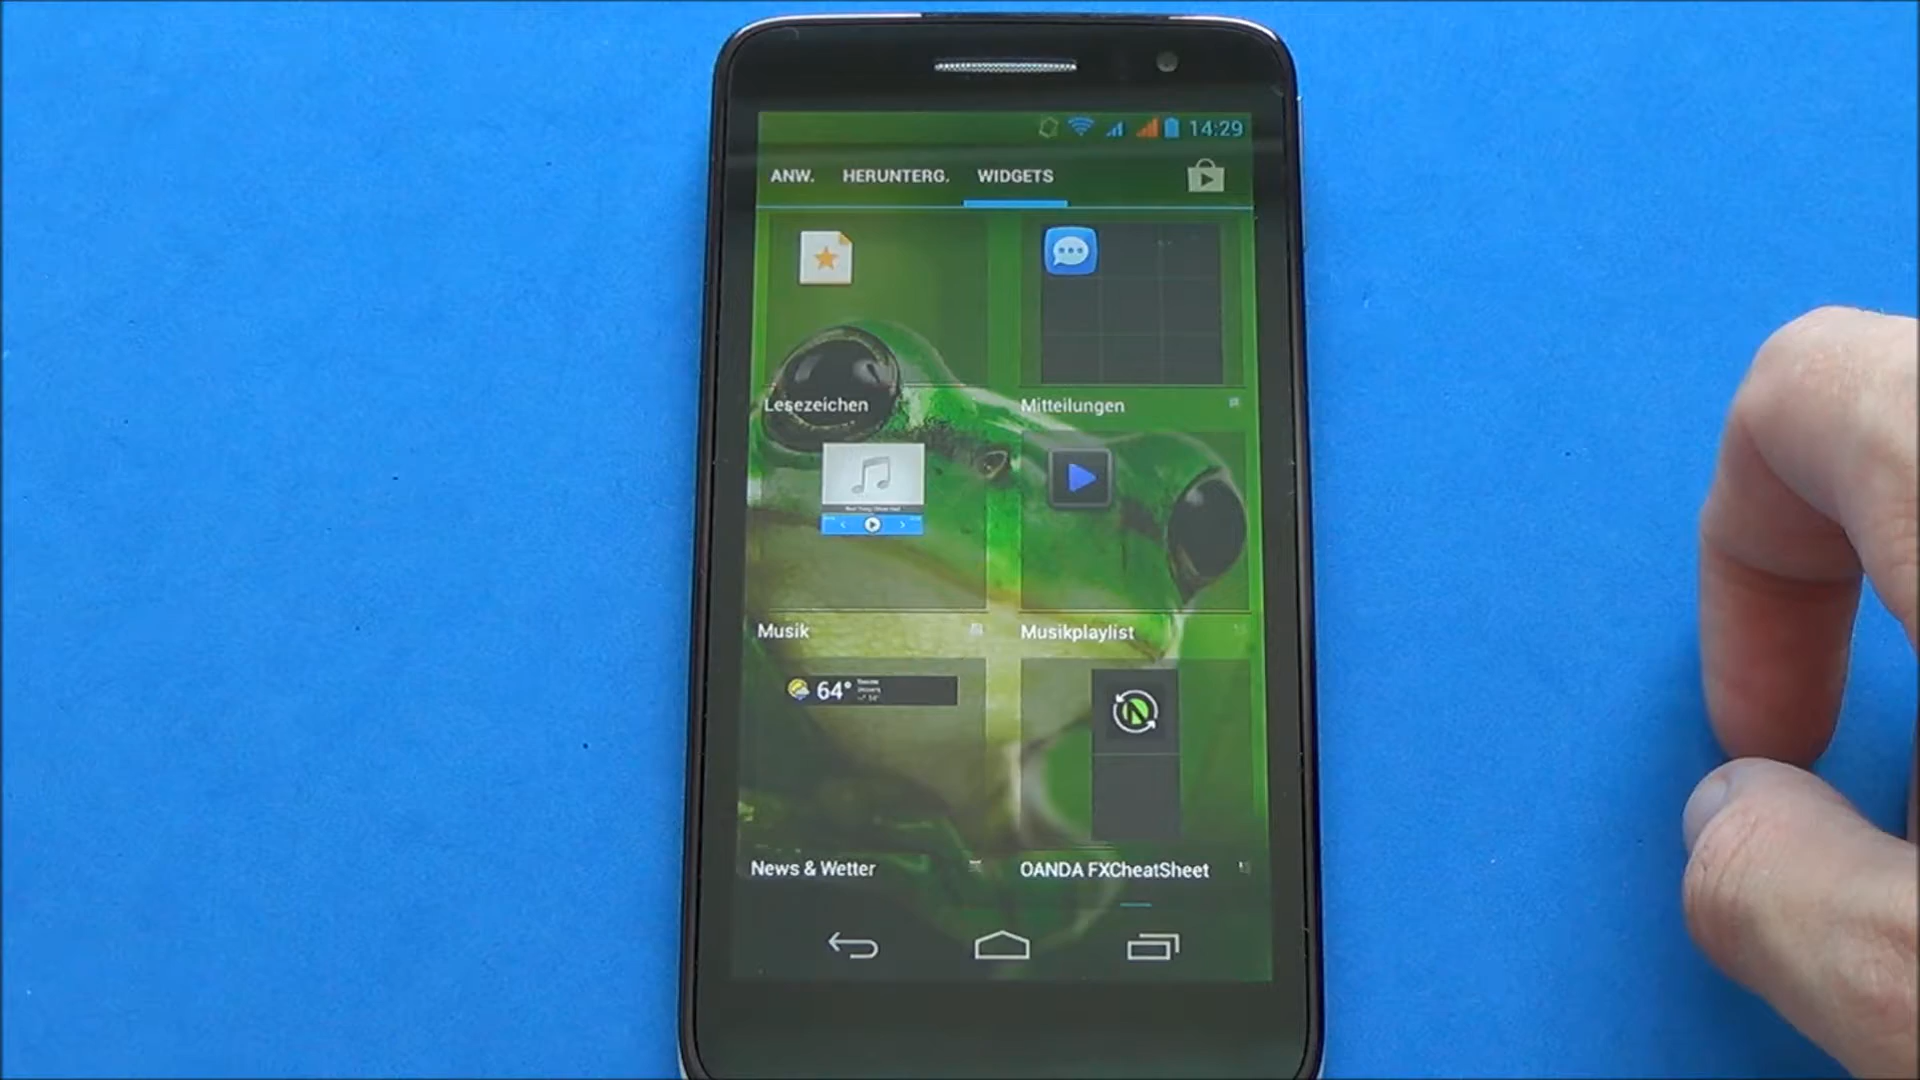 14:29
ANW. HERUNTERG. WIDGETS
Lesezeichen Mitteilungen
Musik Musikplaylist
64°
News & Wetter OANDA FXCheatSheet